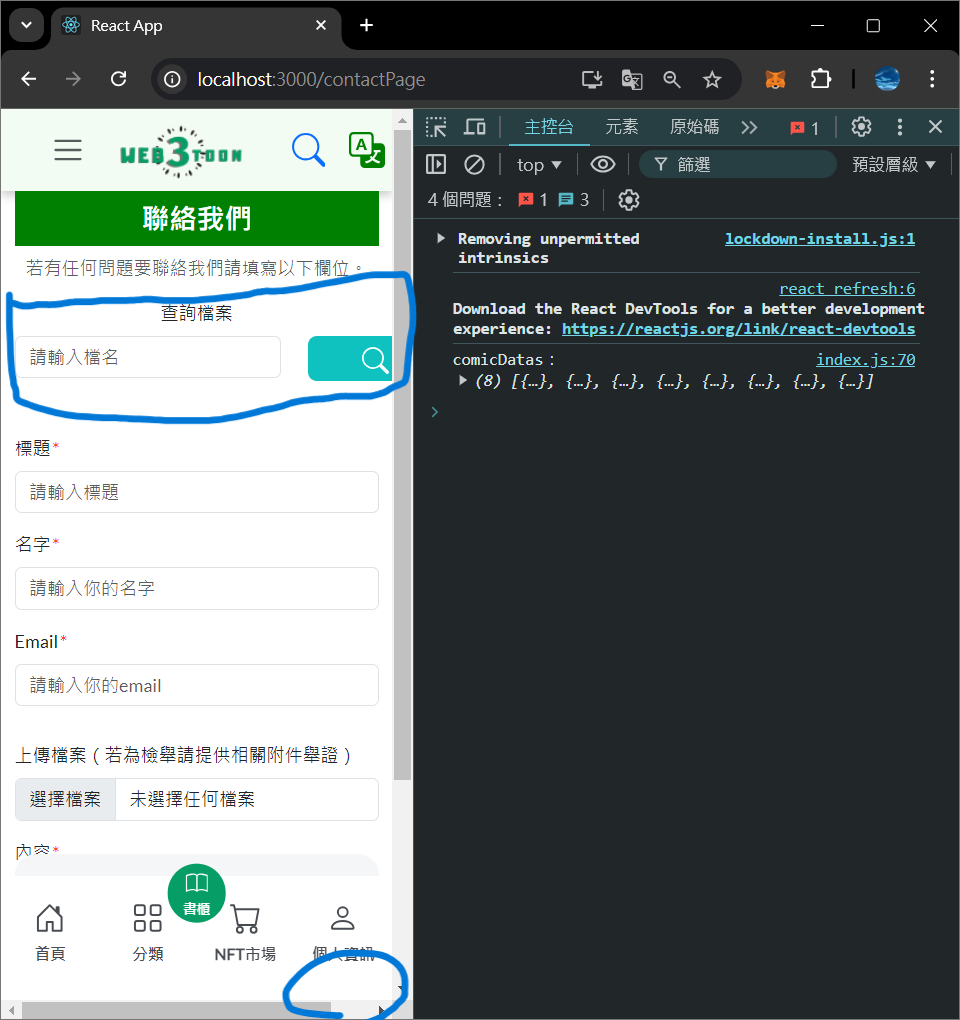 React App
localhost:3000/contactPage
WEB3TOON
A文
聯絡我們
若有任何問題要聯絡我們請填寫以下欄位。
查詢檔案
請輸入檔名
標題*
請輸入標題
名字*
請輸入你的名字
Email*
請輸入你的email
上傳檔案（若為檢舉請提供相關附件舉證）
選擇檔案 未選擇任何檔案
內容*
書櫃
首頁 分類 NFT市場 個人資訊
主控台 元素 原始碼 1
top 篩選 預設層級
4 個問題： 1 3
Removing unpermitted lockdown-install.js:1
intrinsics
react refresh:6
Download the React DevTools for a better development
experience: https://reactjs.org/link/react-devtools
comicDatas： index.js:70
(8) [{…}, {…}, {…}, {…}, {…}, {…}, {…}, {…}]